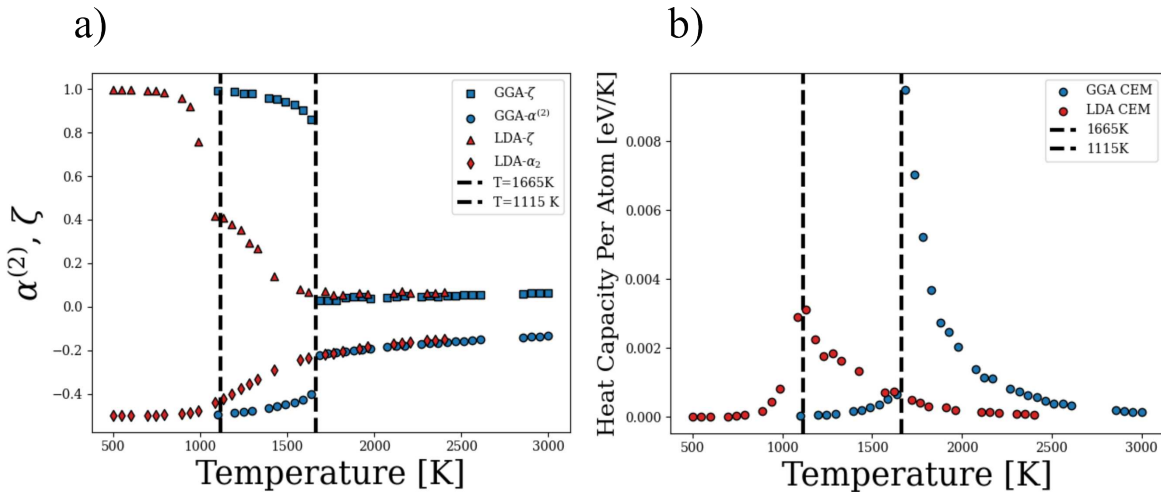 a)
1.0
0.8
0.6
0.4
0.2
0.0
−0.2
−0.4
α⁽²⁾, ζ
GGA-ζ
GGA-α⁽²⁾
LDA-ζ
LDA-α₂
T=1665K
T=1115 K
500 1000 1500 2000 2500 3000
Temperature [K]
b)
0.008
0.006
0.004
0.002
0.000
Heat Capacity Per Atom [eV/K]
GGA CEM
LDA CEM
1665K
1115K
500 1000 1500 2000 2500 3000
Temperature [K]